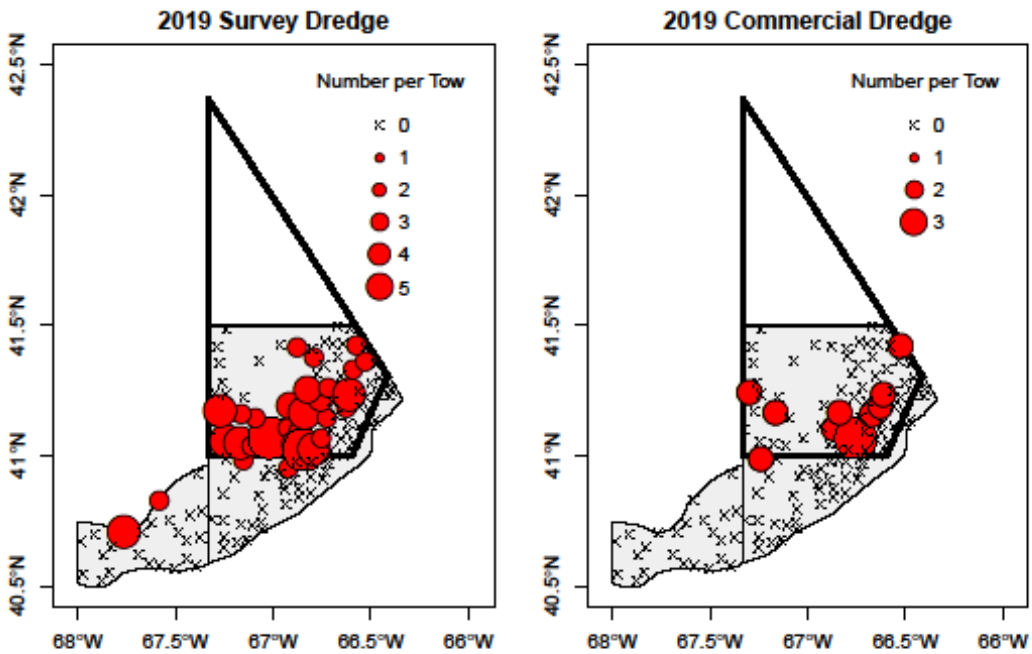 2019 Survey Dredge
Number per Tow
0
1
2
3
4
5
42.5°N
42°N
41.5°N
41°N
40.5°N
68°W 67.5°W 67°W 66.5°W 66°W
2019 Commercial Dredge
Number per Tow
0
1
2
3
42.5°N
42°N
41.5°N
41°N
40.5°N
68°W 67.5°W 67°W 66.5°W 66°W